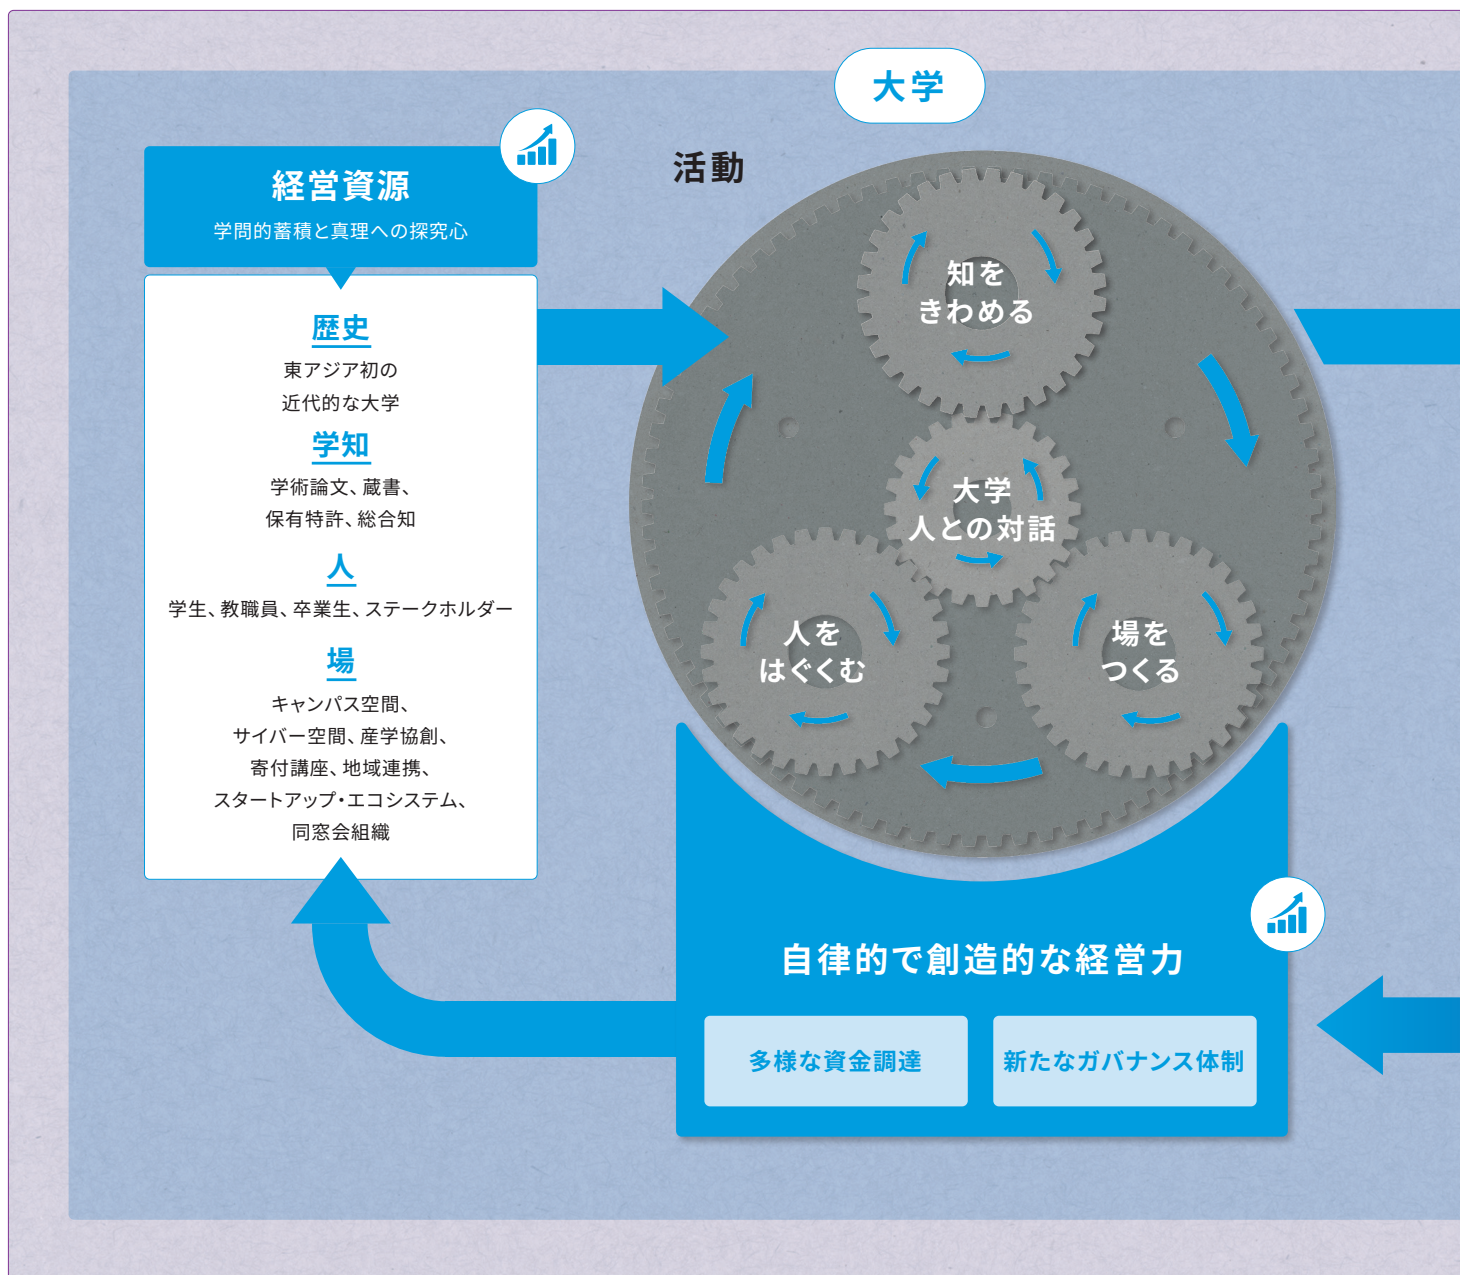 大学
経営資源
学問的蓄積と真理への探究心
歴史
東アジア初の
近代的な大学
学知
学術論文、蔵書、
保有特許、総合知
人
学生、教職員、卒業生、ステークホルダー
場
キャンパス空間、
サイバー空間、産学協創、
寄付講座、地域連携、
スタートアップ・エコシステム、
同窓会組織
活動
知を
きわめる
大学
人との対話
人を
はぐくむ
場を
つくる
自律的で創造的な経営力
多様な資金調達
新たなガバナンス体制